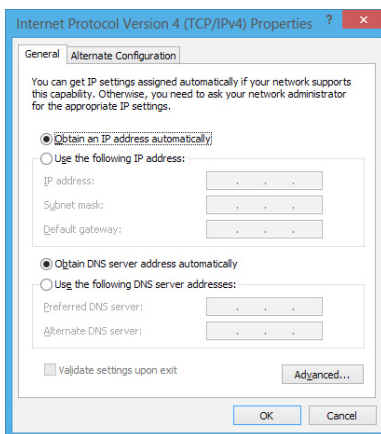 Internet Protocol Version 4 (TCP/IPv4) Properties ? ×
General Alternate Configuration
You can get IP settings assigned automatically if your network supports
this capability. Otherwise, you need to ask your network administrator
for the appropriate IP settings.
Obtain an IP address automatically
Use the following IP address:
IP address: . . .
Subnet mask: . . .
Default gateway: . . .
Obtain DNS server address automatically
Use the following DNS server addresses:
Preferred DNS server: . . .
Alternate DNS server: . . .
Validate settings upon exit
Advanced...
OK Cancel